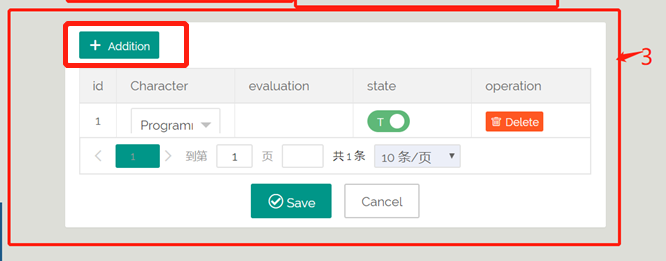 + Addition
3
id Character evaluation state operation
1 Programm T Delete
1 到第 1 页 共 1 条 10 条/页
Save Cancel